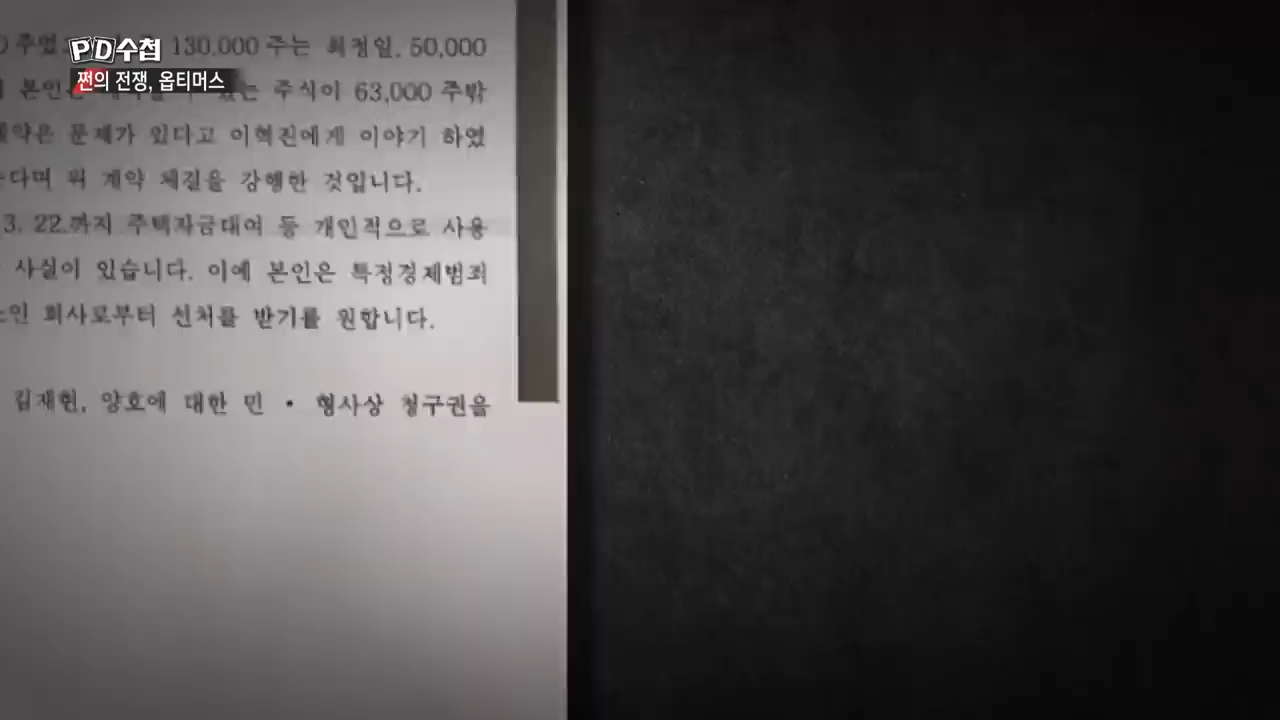 PD수첩
쩐의 전쟁, 옵티머스
130,000 주는 최정일, 50,000
본인은 주식이 63,000 주밖
계약은 문제가 있다고 이혁진에게 이야기 하였
다며 위 계약 체결을 강행한 것입니다.
3. 22.까지 주택자금대여 등 개인적으로 사용
사실이 있습니다. 이에 본인은 특정경제범죄
회사로부터 선처를 받기를 원합니다.
김재현, 양호에 대한 민 • 형사상 청구권을